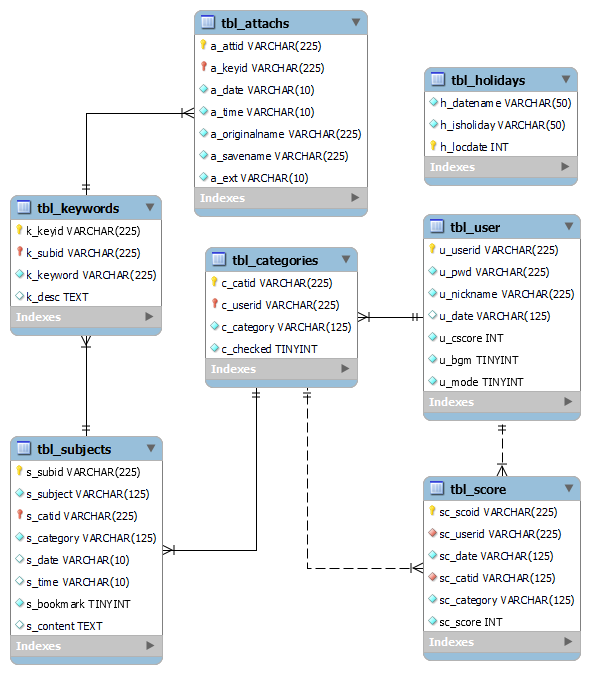 tbl_attachs
a_attid VARCHAR(225)
a_keyid VARCHAR(225)
a_date VARCHAR(10)
a_time VARCHAR(10)
a_originalname VARCHAR(225)
a_savename VARCHAR(225)
a_ext VARCHAR(10)
Indexes
tbl_holidays
h_datename VARCHAR(50)
h_isholiday VARCHAR(50)
h_locdate INT
Indexes
tbl_keywords
k_keyid VARCHAR(225)
k_subid VARCHAR(225)
k_keyword VARCHAR(225)
k_desc TEXT
Indexes
tbl_categories
c_catid VARCHAR(225)
c_userid VARCHAR(225)
c_category VARCHAR(125)
c_checked TINYINT
Indexes
tbl_user
u_userid VARCHAR(225)
u_pwd VARCHAR(225)
u_nickname VARCHAR(225)
u_date VARCHAR(125)
u_cscore INT
u_bgm TINYINT
u_mode TINYINT
Indexes
tbl_subjects
s_subid VARCHAR(225)
s_subject VARCHAR(125)
s_catid VARCHAR(225)
s_category VARCHAR(125)
s_date VARCHAR(10)
s_time VARCHAR(10)
s_bookmark TINYINT
s_content TEXT
Indexes
tbl_score
sc_scoid VARCHAR(225)
sc_userid VARCHAR(225)
sc_date VARCHAR(125)
sc_catid VARCHAR(125)
sc_category VARCHAR(125)
sc_score INT
Indexes